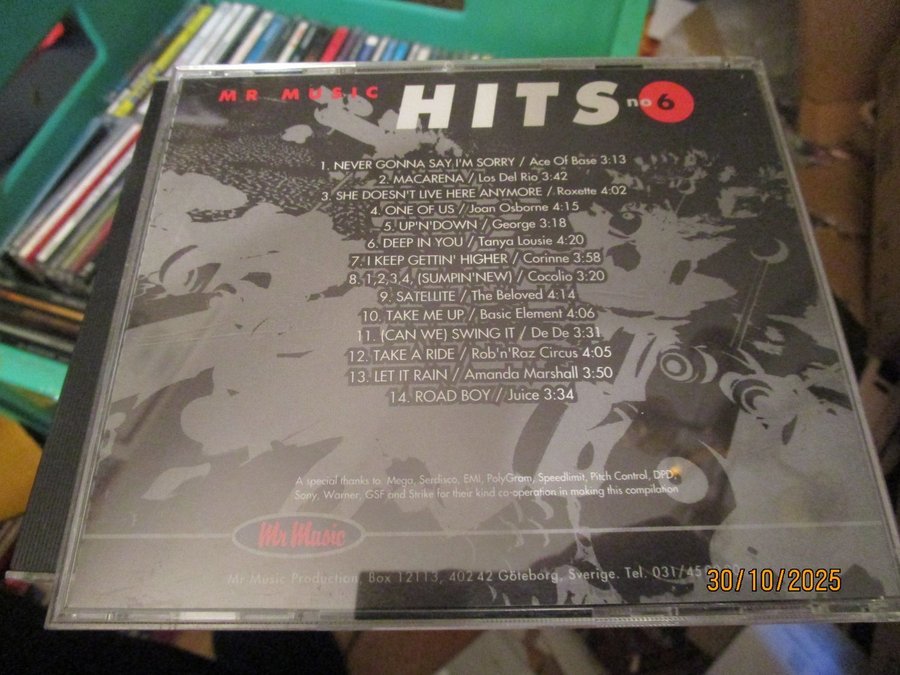 MR MUSIC HITS no 6
1. NEVER GONNA SAY I'M SORRY / Ace Of Base 3:13
2. MACARENA / Los Del Rio 3:42
3. SHE DOESN'T LIVE HERE ANYMORE / Roxette 4:02
4. ONE OF US / Joan Osborne 4:15
5. UP'N'DOWN / George 3:18
6. DEEP IN YOU / Tanya Lousie 4:20
7. I KEEP GETTIN' HIGHER / Corinne 3:58
8. 1,2,3,4, (SUMPIN'NEW) / Cocolio 3:20
9. SATELLITE / The Beloved 4:14
10. TAKE ME UP / Basic Element 4:06
11. (CAN WE) SWING IT / De De 3:31
12. TAKE A RIDE / Rob'n'Raz Circus 4:05
13. LET IT RAIN / Amanda Marshall 3:50
14. ROAD BOY / Juice 3:34
A special thanks to: Mega, Serdisco, EMI, PolyGram, Speedlimit, Pitch Control, DPD,
Sony, Warner, GSF and Strike for their kind co-operation in making this compilation
Mr Music
Mr Music Production, Box 12113, 402 42 Göteborg, Sverige. Tel. 031/
30/10/2025